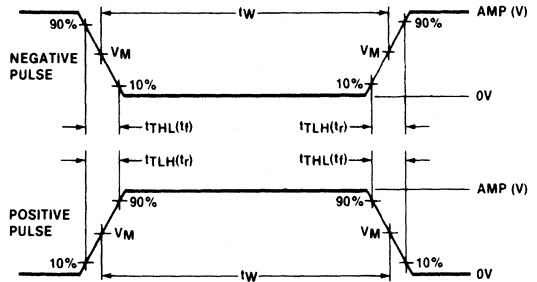 tW
AMP (V)
90%
90%
NEGATIVE
PULSE
VM
VM
10%
10%
0V
tTHL(tf)
tTLH(tr)
tTLH(tr)
tTHL(tf)
AMP (V)
90%
90%
POSITIVE
PULSE
VM
VM
10%
10%
tW
0V